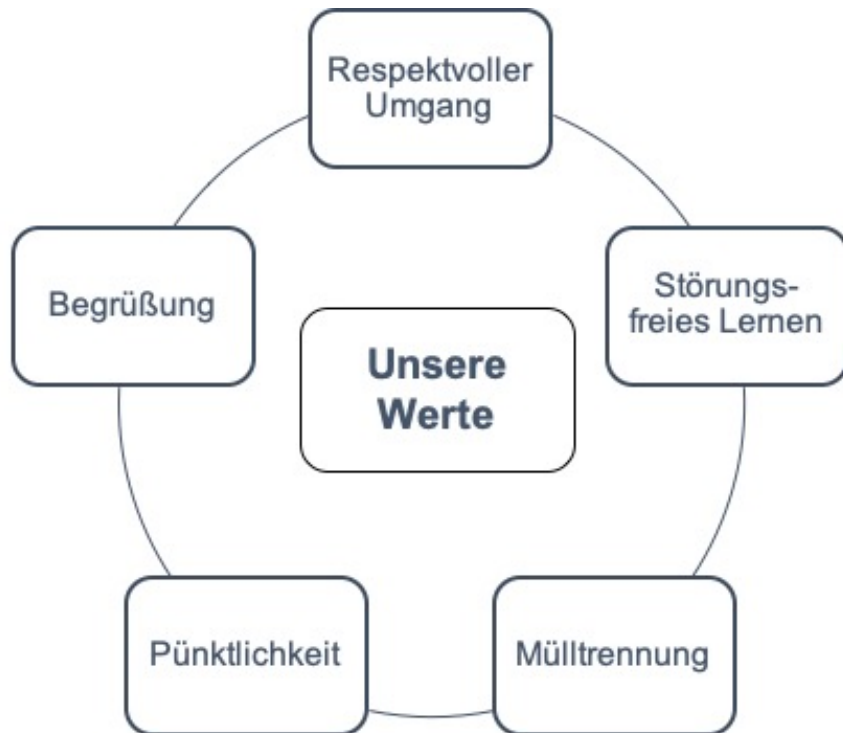 Respektvoller
Umgang
Begrüßung
Störungs-
freies Lernen
Unsere
Werte
Pünktlichkeit
Mülltrennung